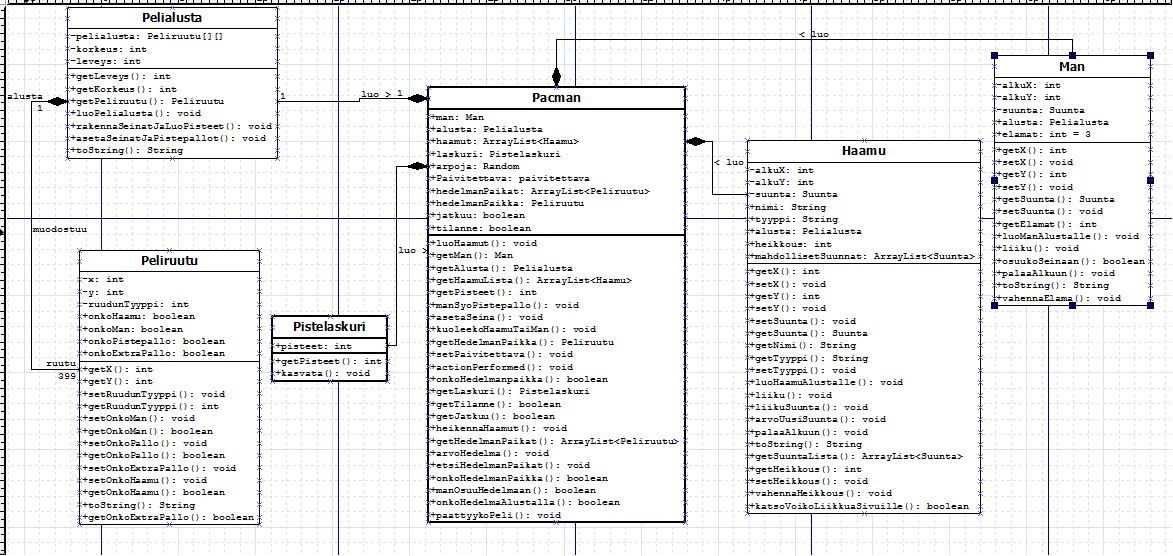 Pelialusta
-pelialusta: Peliruutu[][]
-korkeus: int
-leveys: int
+getLeveys(): int
+getKorkeus(): int
+getPeliruutu(): Peliruutu
+luoPelialusta(): void
+rakennaSeinatJaLuoPisteet(): void
+asetaSeinatJaPistepallot(): void
+toString(): String
alusta
1
1
luo > 1
muodostuu
ruutu
399
Peliruutu
-x: int
-y: int
-ruudunTyyppi: int
+onkoHaamu: boolean
+onkoMan: boolean
+onkoPistepallo: boolean
+onkoExtraPallo: boolean
+getX(): int
+getY(): int
+setRuudunTyyppi(): void
+getRuudunTyyppi(): int
+setOnkoMan(): void
+getOnkoMan(): boolean
+setOnkoPallo(): void
+getOnkoPallo(): boolean
+setOnkoExtraPallo(): void
+setOnkoHaamu(): void
+getOnkoHaamu(): boolean
+toString(): String
+getOnkoExtraPallo(): boolean
Pistelaskuri
+pisteet: int
+getPisteet(): int
+kasvata(): void
luo >
Pacman
+man: Man
+alusta: Pelialusta
+haamut: ArrayList<Haamu>
+laskuri: Pistelaskuri
+arpoja: Random
+Paivitettava: paivitettava
+hedelmanPaikat: ArrayList<Peliruutu>
+hedelmanPaikka: Peliruutu
+jatkuu: boolean
+tilanne: boolean
+luoHaamut(): void
+getMan(): Man
+getAlusta(): Pelialusta
+getHaamuLista(): ArrayList<Haamu>
+getPisteet(): int
+manSyoPistepallo(): void
+asetaSeina(): void
+kuoleekoHaamuTaiMan(): void
+getHedelmanPaikka(): Peliruutu
+setPaivitettava(): void
+actionPerformed(): void
+onkoHedelmanpaikka(): boolean
+getLaskuri(): Pistelaskuri
+getTilanne(): boolean
+getJatkuu(): boolean
+heikennaHaamut(): void
+getHedelmanPaikat(): ArrayList<Peliruutu>
+arvoHedelma(): void
+etsiHedelmanPaikat(): void
+onkoHedelmanPaikka(): boolean
+manOsuuHedelmaan(): boolean
+onkoHedelmaAlustalla(): boolean
+paattyykoPeli(): void
< luo
< luo
Haamu
-alkuX: int
-alkuY: int
-suunta: Suunta
+nimi: String
+tyyppi: String
+alusta: Pelialusta
+heikkous: int
+mahdollisetSuunnat: ArrayList<Suunta>
+getX(): int
+setX(): void
+getY(): int
+setY(): void
+setSuunta(): void
+getSuunta(): Suunta
+getNimi(): String
+getTyyppi(): String
+setTyyppi(): void
+luoHaamuAlustalle(): void
+liiku(): void
+liikuSuunta(): void
+arvoUusiSuunta(): void
+palaaAlkuun(): void
+toString(): String
+getSuuntaLista(): ArrayList<Suunta>
+getHeikkous(): int
+setHeikkous(): void
+vahennaHeikkous(): void
+katsoVoikoLiikkuaSivuille(): boolean
Man
-alkuX: int
-alkuY: int
-suunta: Suunta
+alusta: Pelialusta
+elamat: int = 3
+getX(): int
+setX(): void
+getY(): int
+setY(): void
+getSuunta(): Suunta
+setSuunta(): void
+getElamat(): int
+luoManAlustalle(): void
+liiku(): void
+osuukoSeinaan(): boolean
+palaaAlkuun(): void
+toString(): String
+vahennaElama(): void